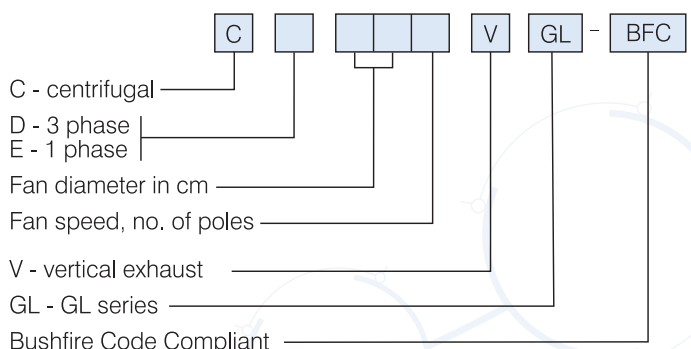 C V GL - BFC
C - centrifugal
D - 3 phase
E - 1 phase
Fan diameter in cm
Fan speed, no. of poles
V - vertical exhaust
GL - GL series
Bushfire Code Compliant